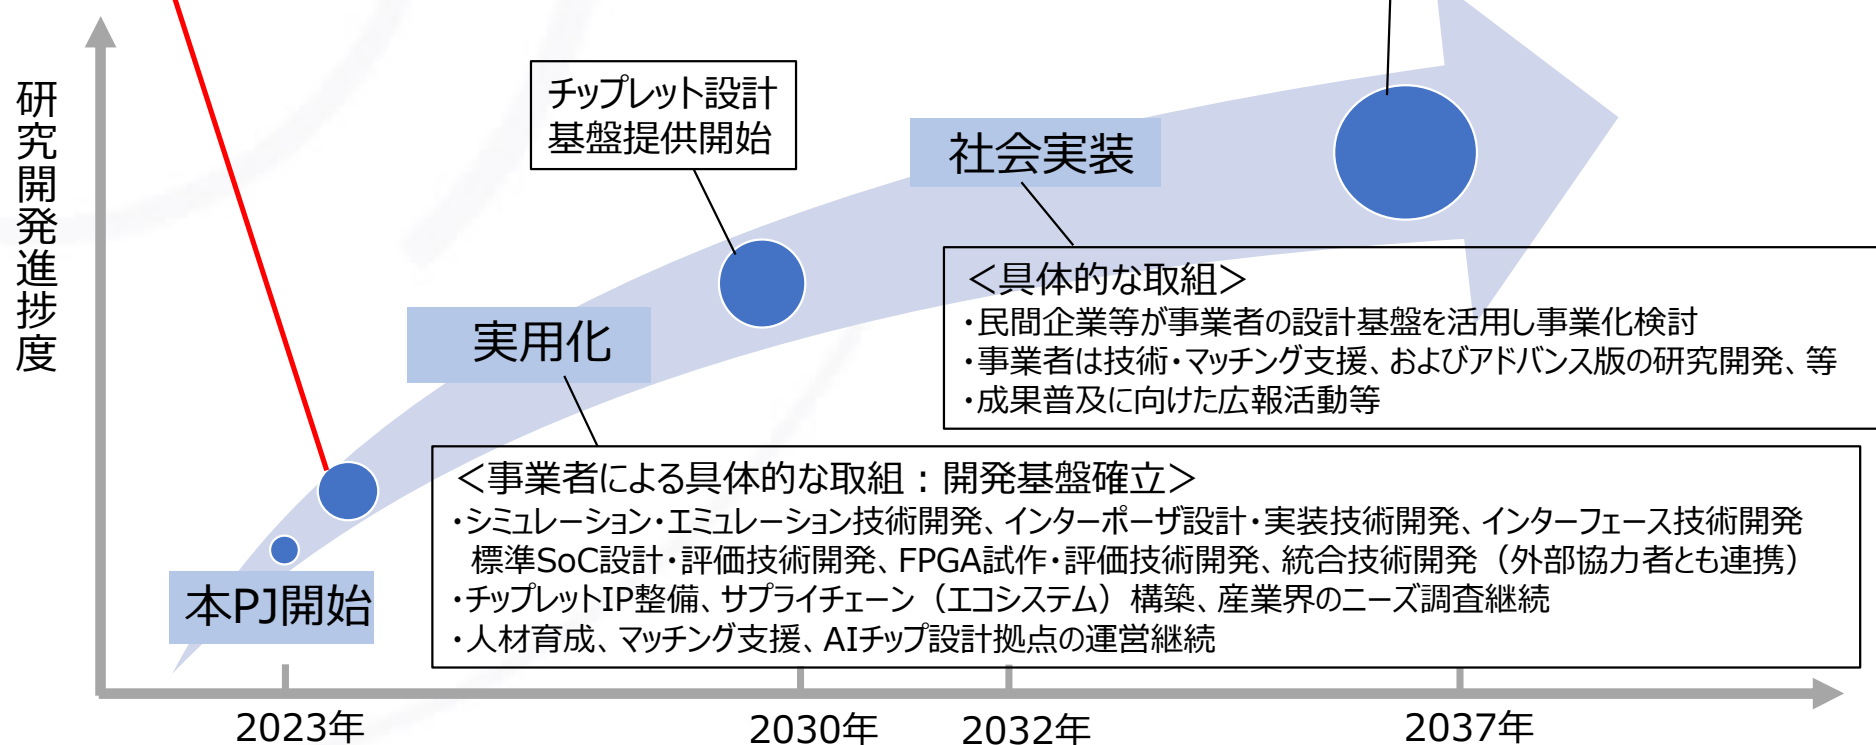 研究開発進捗度
チップレット設計
基盤提供開始
社会実装
<具体的な取組>
・民間企業等が事業者の設計基盤を活用し事業化検討
・事業者は技術・マッチング支援、およびアドバンス版の研究開発、等
・成果普及に向けた広報活動等
実用化
<事業者による具体的な取組：開発基盤確立>
・シミュレーション・エミュレーション技術開発、インターポーザ設計・実装技術開発、インターフェース技術開発
標準SoC設計・評価技術開発、FPGA試作・評価技術開発、統合技術開発（外部協力者とも連携）
・チップレットIP整備、サプライチェーン（エコシステム）構築、産業界のニーズ調査継続
・人材育成、マッチング支援、AIチップ設計拠点の運営継続
本PJ開始
2023年
2030年
2032年
2037年